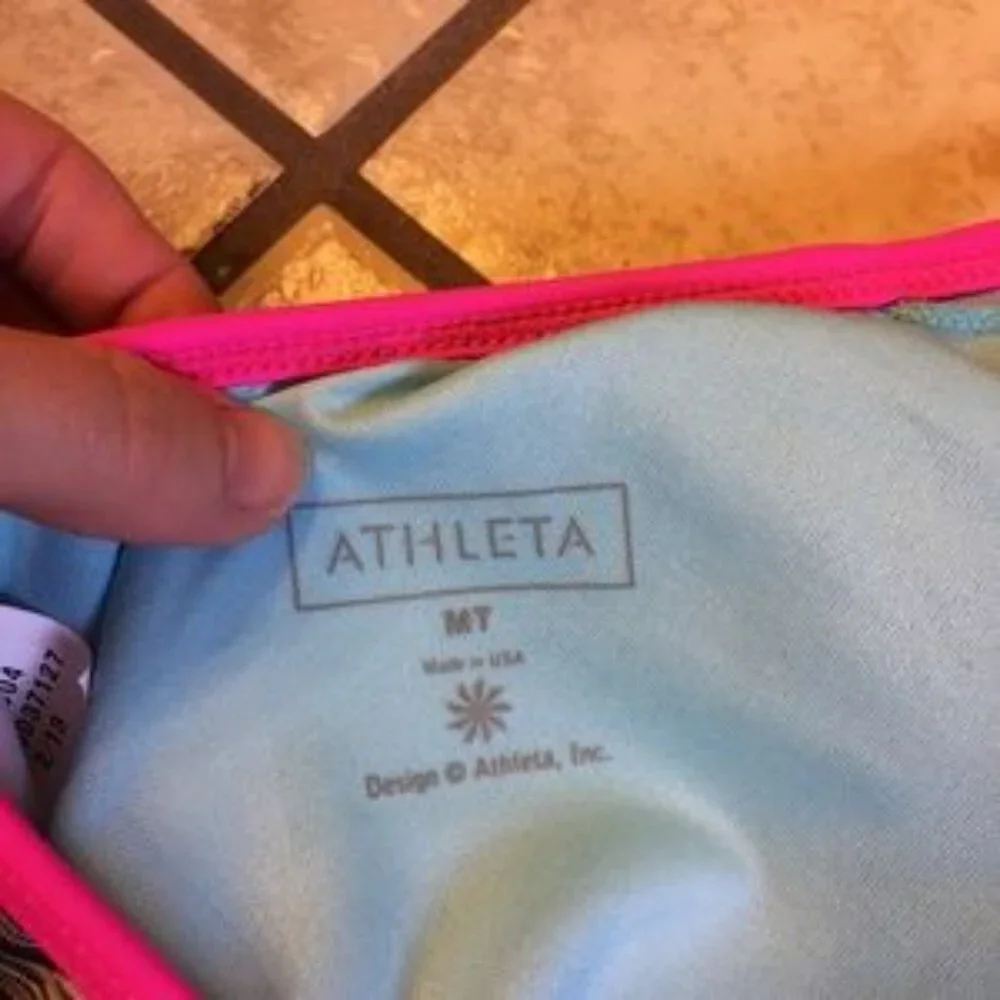 ATHLETA
MT
Made in USA
Design © Athleta, Inc.